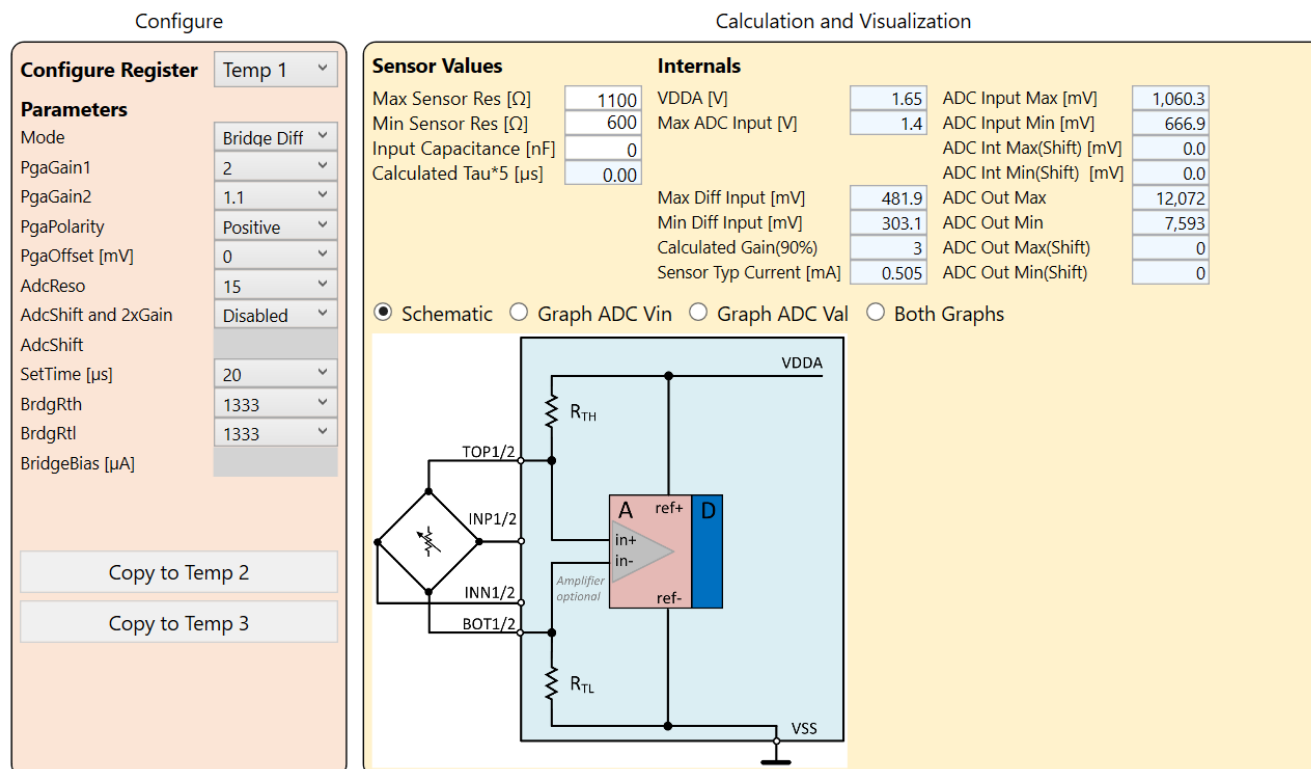 Configure
Calculation and Visualization
Configure Register Temp 1
Parameters
Mode Bridge Diff
PgaGain1 2
PgaGain2 1.1
PgaPolarity Positive
PgaOffset [mV] 0
AdcReso 15
AdcShift and 2xGain Disabled
AdcShift
SetTime [µs] 20
BrdgRth 1333
BrdgRtl 1333
BridgeBias [µA]
Copy to Temp 2
Copy to Temp 3
Sensor Values
Max Sensor Res [Ω] 1100
Min Sensor Res [Ω] 600
Input Capacitance [nF] 0
Calculated Tau*5 [µs] 0.00
Internals
VDDA [V] 1.65
Max ADC Input [V] 1.4
Max Diff Input [mV] 481.9
Min Diff Input [mV] 303.1
Calculated Gain(90%) 3
Sensor Typ Current [mA] 0.505
ADC Input Max [mV] 1,060.3
ADC Input Min [mV] 666.9
ADC Int Max(Shift) [mV] 0.0
ADC Int Min(Shift) [mV] 0.0
ADC Out Max 12,072
ADC Out Min 7,593
ADC Out Max(Shift) 0
ADC Out Min(Shift) 0
Schematic Graph ADC Vin Graph ADC Val Both Graphs
VDDA
RTH
TOP1/2
INP1/2
INN1/2
BOT1/2
A ref+ D
in+
in-
Amplifier
optional
ref-
RTL
VSS